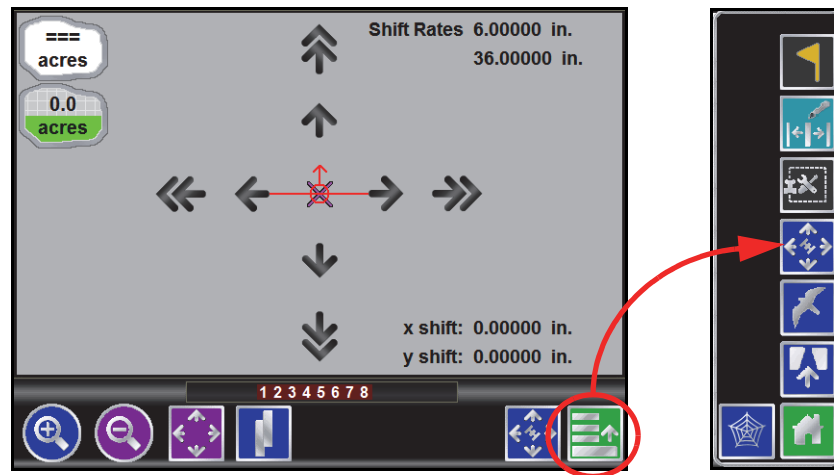 ===
acres
0.0
acres
Shift Rates 6.00000 in.
36.00000 in.
x shift: 0.00000 in.
y shift: 0.00000 in.
1 2 3 4 5 6 7 8